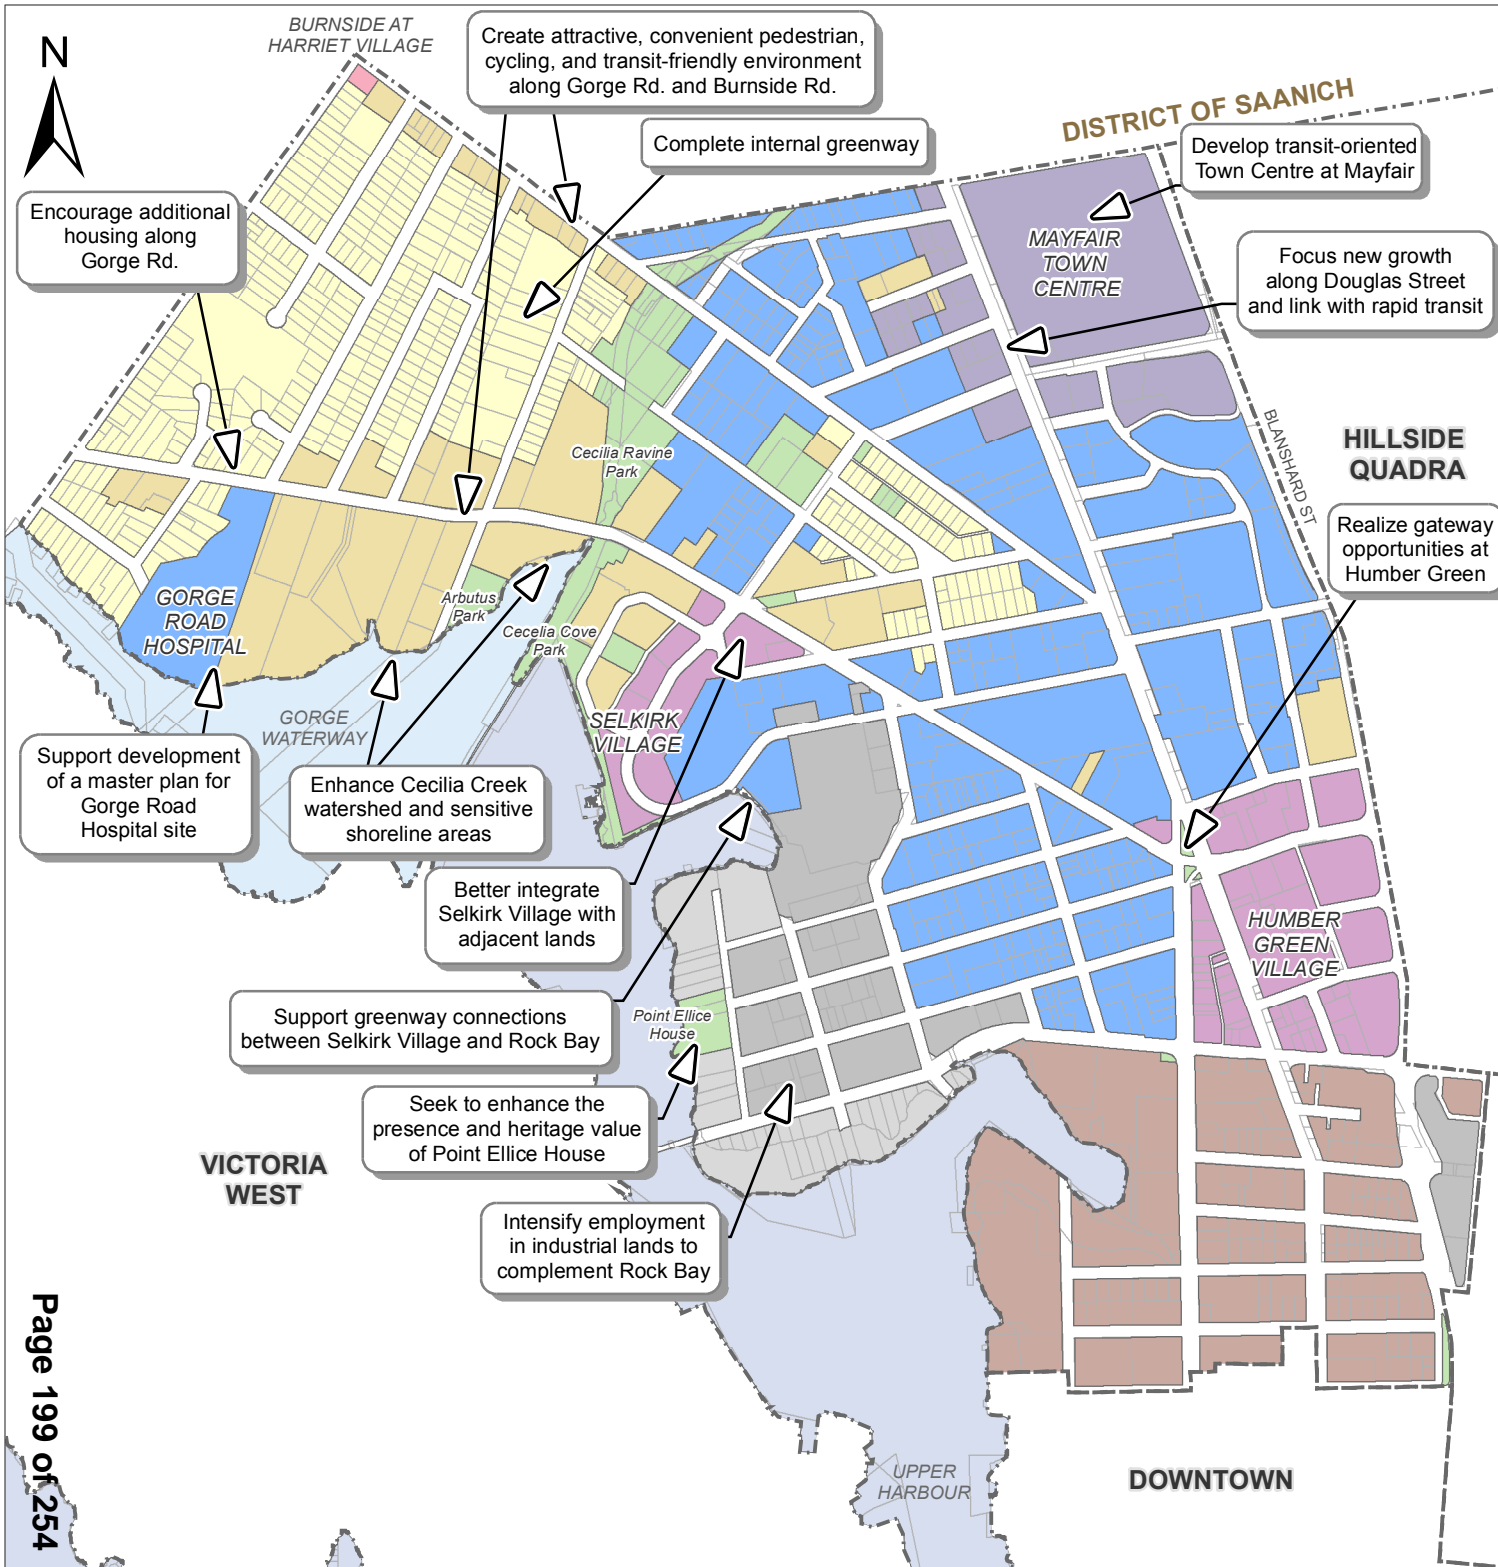 BURNSIDE AT
HARRIET VILLAGE
N
Create attractive, convenient pedestrian,
cycling, and transit-friendly environment
along Gorge Rd. and Burnside Rd.
DISTRICT OF SAANICH
Complete internal greenway
Develop transit-oriented
Town Centre at Mayfair
Encourage additional
housing along
Gorge Rd.
MAYFAIR
TOWN
CENTRE
Focus new growth
along Douglas Street
and link with rapid transit
BLANSHARD ST
HILLSIDE
QUADRA
Cecilia Ravine
Park
Realize gateway
opportunities at
Humber Green
GORGE
ROAD
HOSPITAL
Arbutus
Park
Cecelia Cove
Park
GORGE
WATERWAY
SELKIRK
VILLAGE
Support development
of a master plan for
Gorge Road
Hospital site
Enhance Cecilia Creek
watershed and sensitive
shoreline areas
Better integrate
Selkirk Village with
adjacent lands
HUMBER
GREEN
VILLAGE
Support greenway connections
between Selkirk Village and Rock Bay
Point Ellice
House
Seek to enhance the
presence and heritage value
of Point Ellice House
VICTORIA
WEST
Intensify employment
in industrial lands to
complement Rock Bay
UPPER
HARBOUR
DOWNTOWN
Page 199 of 254